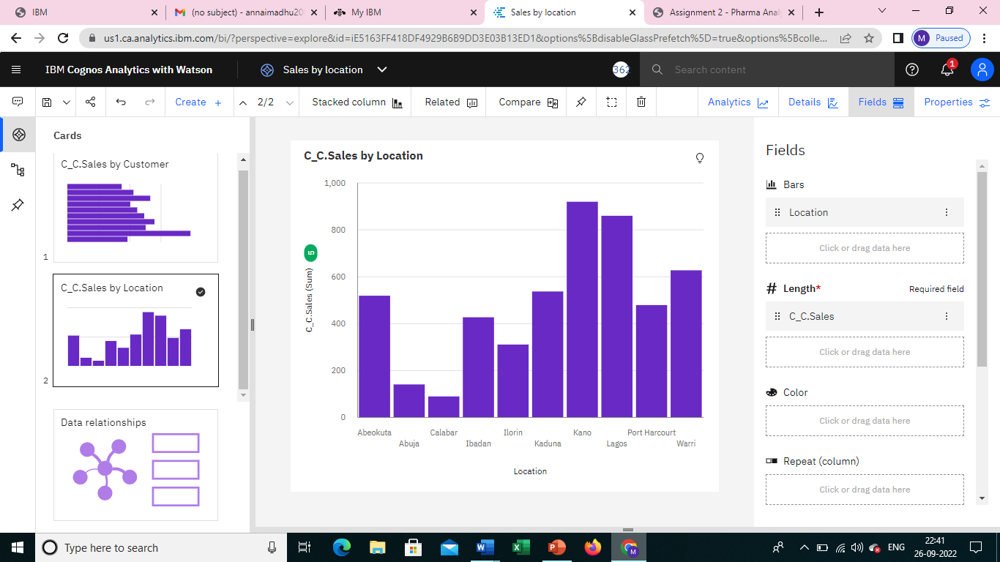 IBM
(no subject) - annaimadhu20
My IBM
Sales by location
Assignment 2 - Pharma Anal
us1.ca.analytics.ibm.com/bi/?perspective=explore&id=iE5163FF418DF4929B6B9DD3E03B13ED1&options%5BdisableGlassPrefetch%5D=true&options%5Bcolle...
M Paused
IBM Cognos Analytics with Watson
Sales by location
362
Search content
1
Create +
2/2
Stacked column
Related
Compare
Analytics
Details
Fields
Properties
Cards
C_C.Sales by Customer
1
C_C.Sales by Location
2
Data relationships
C_C.Sales by Location
1,000
800
600
400
200
0
C_C.Sales (Sum)
5
Abeokuta
Abuja
Calabar
Ibadan
Ilorin
Kaduna
Kano
Lagos
Port Harcourt
Warri
Location
Fields
Bars
Location
Click or drag data here
Length* Required field
C_C.Sales
Click or drag data here
Color
Click or drag data here
Repeat (column)
Click or drag data here
Type here to search
M
ENG
22:41
26-09-2022